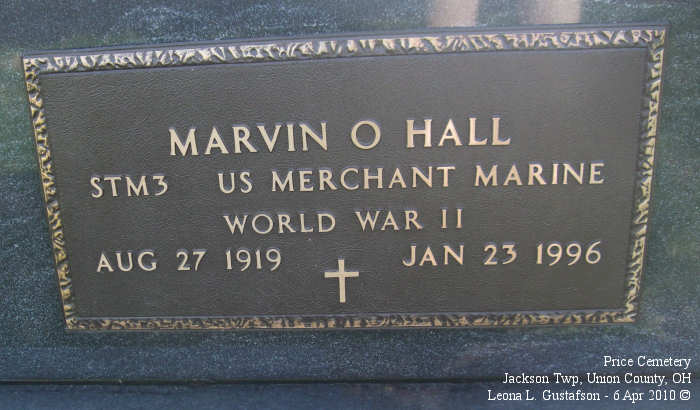 MARVIN O HALL
STM3 US MERCHANT MARINE
WORLD WAR II
AUG 27 1919 JAN 23 1996
Price Cemetery
Jackson Twp, Union County, OH
Leona L. Gustafson - 6 Apr 2010 ©